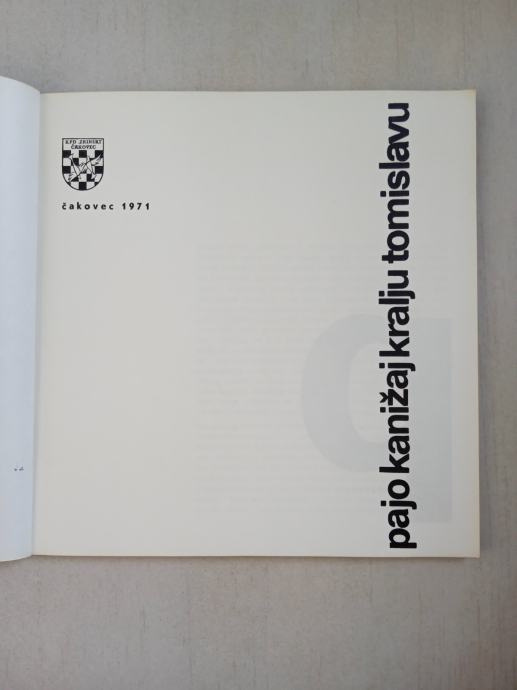 KPD ZRINSKI
ČAKOVEC
čakovec 1971
pajo kanižaj kralju tomislavu